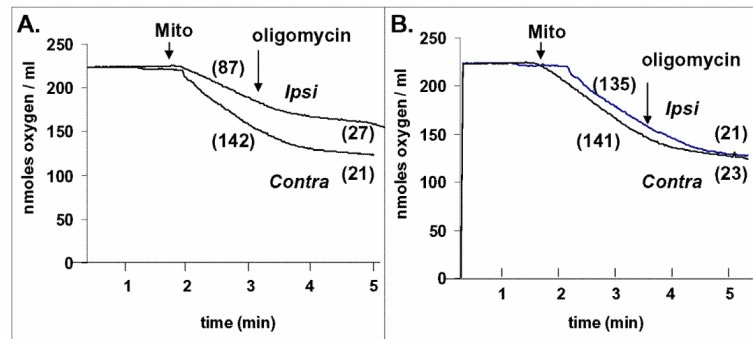 A.
Mito
oligomycin
250
200
150
100
50
0
nmoles oxygen / ml
(87)
Ipsi
(142)
(27)
(21)
Contra
1 2 3 4 5
time (min)
B.
Mito
oligomycin
250
200
150
100
50
0
nmoles oxygen / ml
(135)
Ipsi
(141)
(21)
(23)
Contra
1 2 3 4 5
time (min)